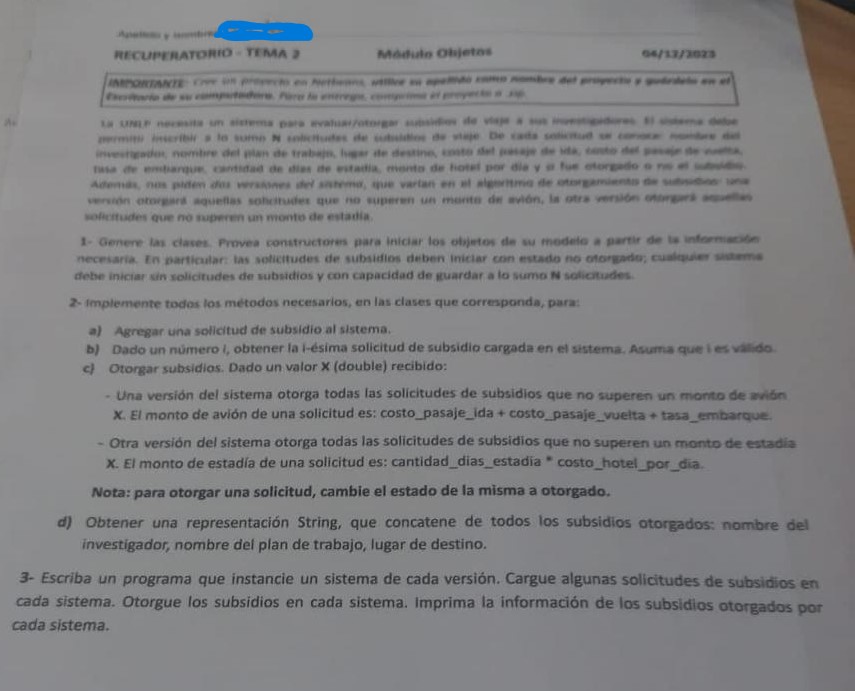 Apellido y nombre
RECUPERATORIO - TEMA 2 Módulo Objetos 04/12/2023
IMPORTANTE: Cree un proyecto en Netbeans, utilice su apellido como nombre del proyecto y guárdelo en el
Escritorio de su computadora. Para la entrega, comprima el proyecto a .zip.
La UNLP necesita un sistema para evaluar/otorgar subsidios de viaje a sus investigadores. El sistema debe
permitir inscribir a lo sumo N solicitudes de subsidios de viaje. De cada solicitud se conoce: nombre del
investigador, nombre del plan de trabajo, lugar de destino, costo del pasaje de ida, costo del pasaje de vuelta,
tasa de embarque, cantidad de días de estadía, monto de hotel por día y si fue otorgado o no el subsidio.
Además, nos piden dos versiones del sistema, que varían en el algoritmo de otorgamiento de subsidios: una
versión otorgará aquellas solicitudes que no superen un monto de avión, la otra versión otorgará aquellas
solicitudes que no superen un monto de estadía.
1- Genere las clases. Provea constructores para iniciar los objetos de su modelo a partir de la información
necesaria. En particular: las solicitudes de subsidios deben iniciar con estado no otorgado; cualquier sistema
debe iniciar sin solicitudes de subsidios y con capacidad de guardar a lo sumo N solicitudes.
2- Implemente todos los métodos necesarios, en las clases que corresponda, para:
a) Agregar una solicitud de subsidio al sistema.
b) Dado un número i, obtener la i-ésima solicitud de subsidio cargada en el sistema. Asuma que i es válido.
c) Otorgar subsidios. Dado un valor X (double) recibido:
- Una versión del sistema otorga todas las solicitudes de subsidios que no superen un monto de avión
X. El monto de avión de una solicitud es: costo_pasaje_ida + costo_pasaje_vuelta + tasa_embarque.
- Otra versión del sistema otorga todas las solicitudes de subsidios que no superen un monto de estadía
X. El monto de estadía de una solicitud es: cantidad_dias_estadia * costo_hotel_por_dia.
Nota: para otorgar una solicitud, cambie el estado de la misma a otorgado.
d) Obtener una representación String, que concatene de todos los subsidios otorgados: nombre del
investigador, nombre del plan de trabajo, lugar de destino.
3- Escriba un programa que instancie un sistema de cada versión. Cargue algunas solicitudes de subsidios en
cada sistema. Otorgue los subsidios en cada sistema. Imprima la información de los subsidios otorgados por
cada sistema.